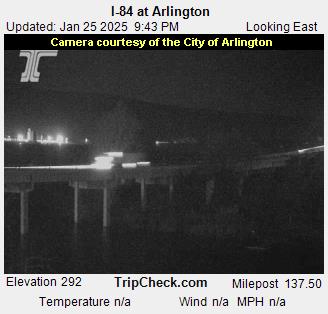 I-84 at Arlington
Updated: Jan 25 2025 9:43 PM Looking East
Camera courtesy of the City of Arlington
Elevation 292 TripCheck.com Milepost 137.50
Temperature n/a Wind n/a MPH n/a